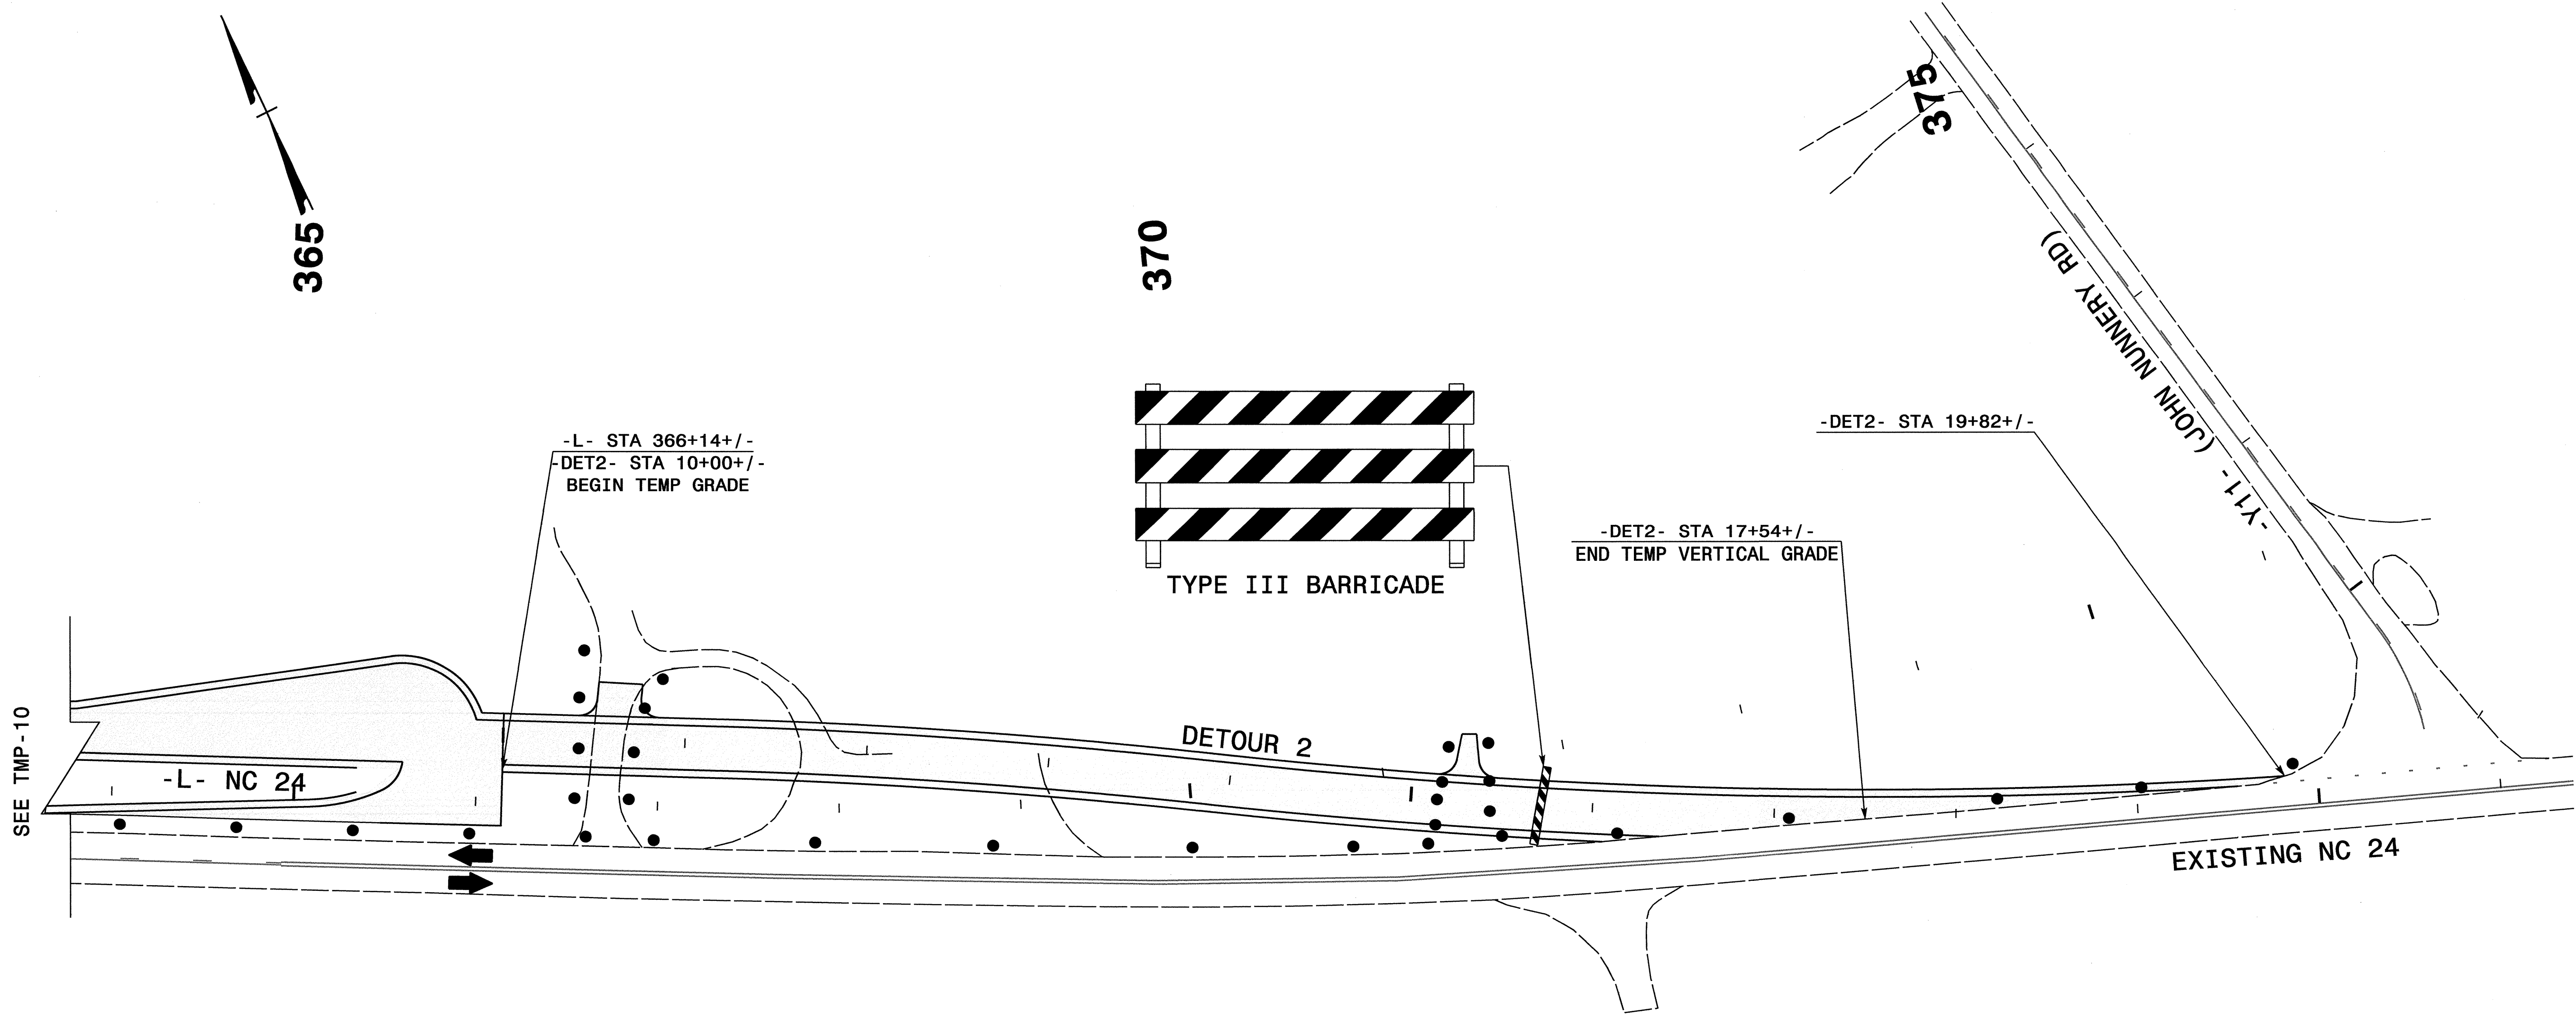 375
365
370
-Y11- (JOHN NUNNERY RD)
-DET2- STA 19+82+/-
-L- STA 366+14+/-
-DET2- STA 10+00+/-
BEGIN TEMP GRADE
-DET2- STA 17+54+/-
END TEMP VERTICAL GRADE
TYPE III BARRICADE
DETOUR 2
SEE TMP-10
-L- NC 24
EXISTING NC 24